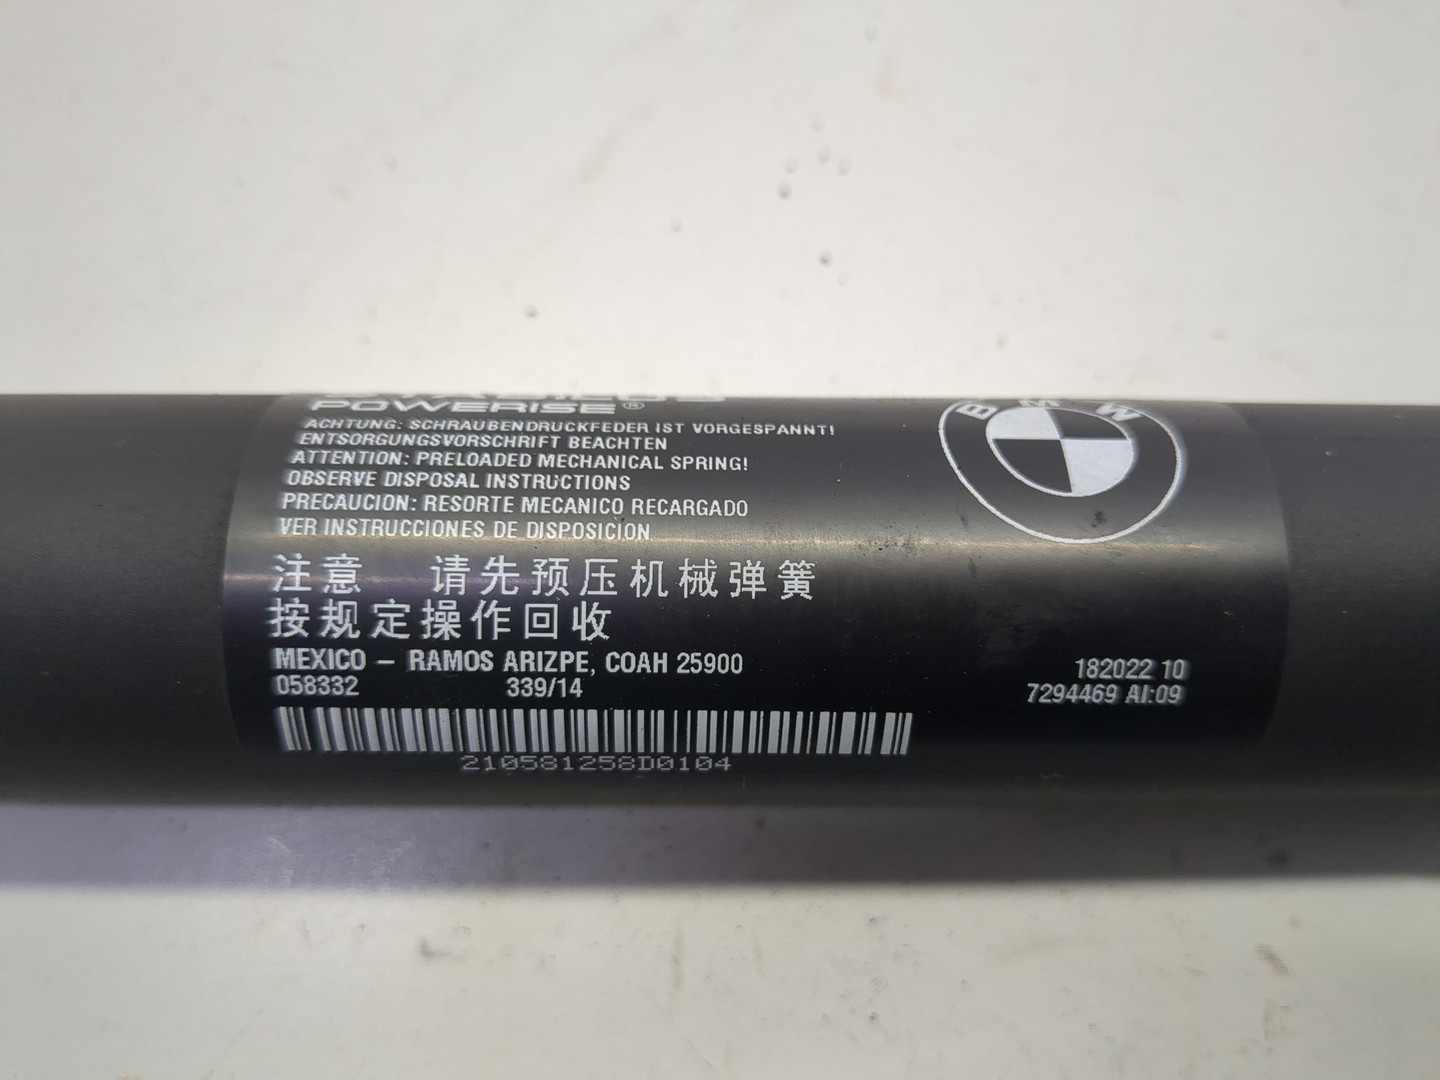 POWERISE®
ACHTUNG: SCHRAUBENDRUCKFEDER IST VORGESPANNT!
ENTSORGUNGSVORSCHRIFT BEACHTEN
ATTENTION: PRELOADED MECHANICAL SPRING!
OBSERVE DISPOSAL INSTRUCTIONS
PRECAUCION: RESORTE MECANICO RECARGADO
VER INSTRUCCIONES DE DISPOSICION
注意 请先预压机械弹簧
按规定操作回收
MEXICO – RAMOS ARIZPE, COAH 25900
058332 339/14
210581258D0104
BMW
182022 10
7294469 AI:09